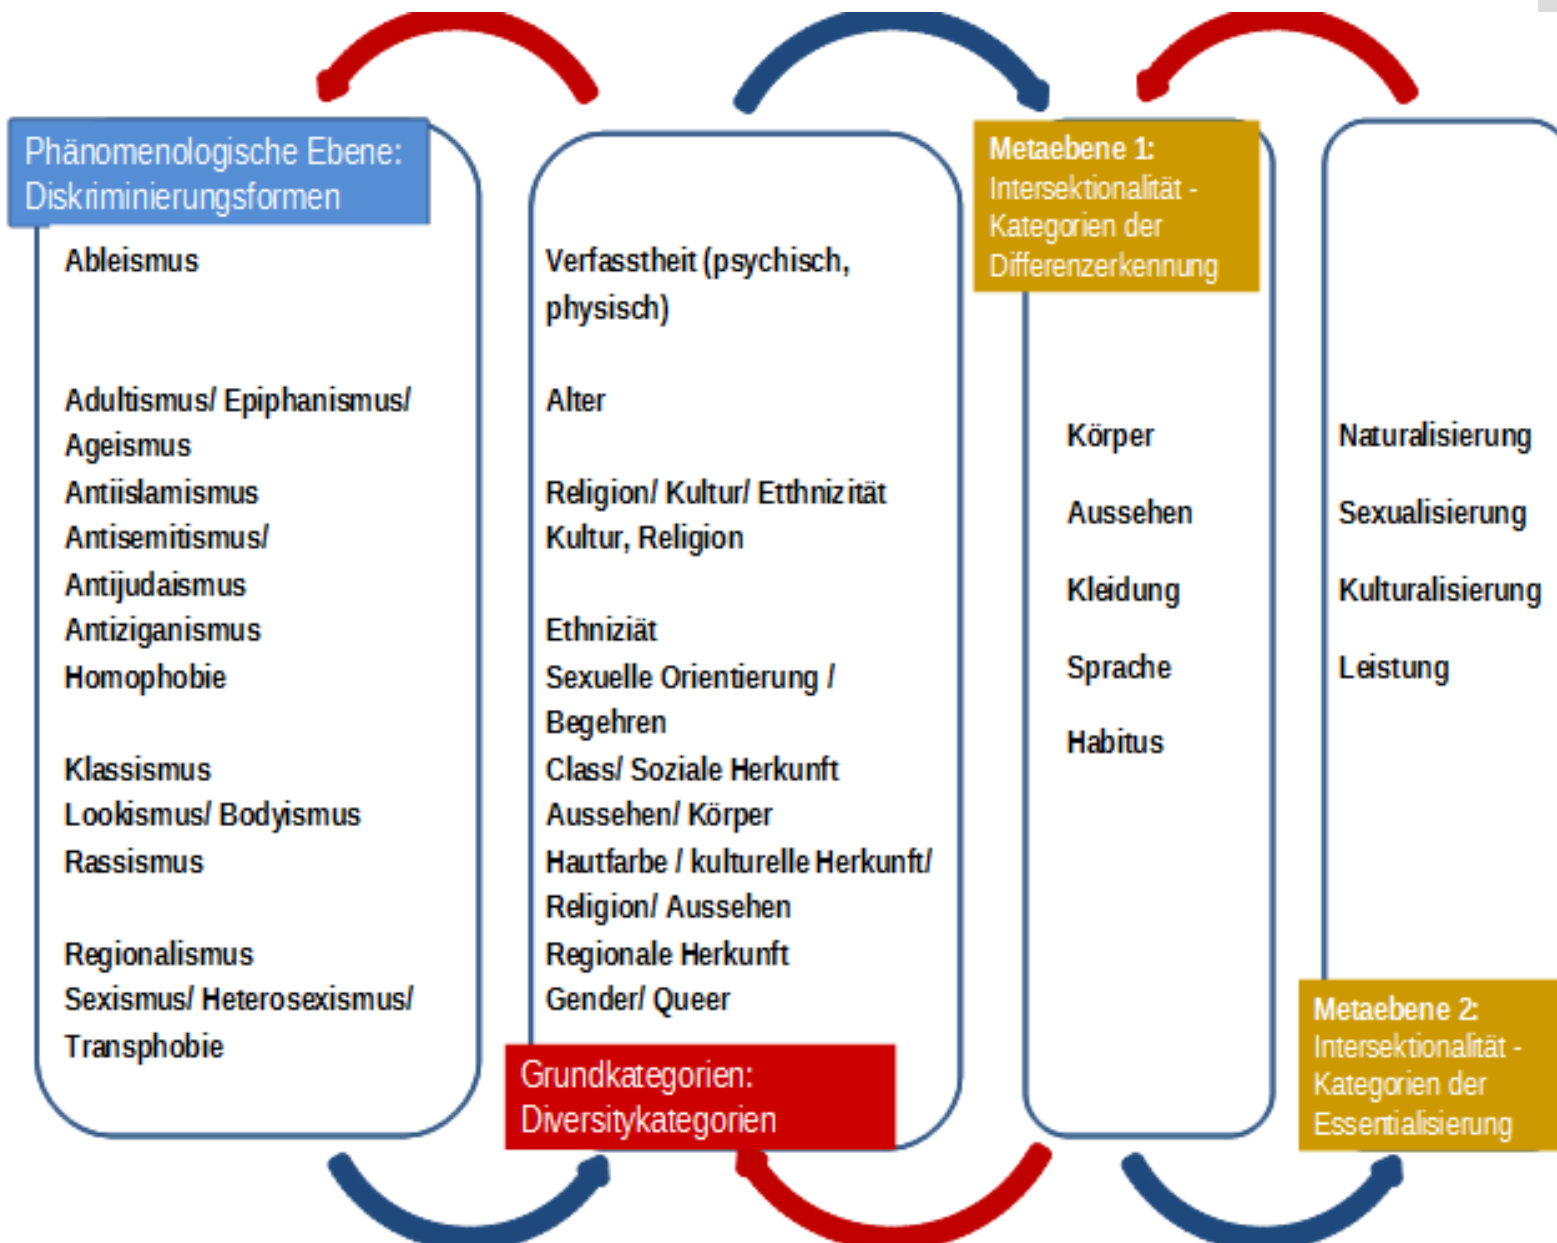 Phänomenologische Ebene:
Diskriminierungsformen
Ableismus
Adultismus/ Epiphanismus/
Ageismus
Antiislamismus
Antisemitismus/
Antijudaismus
Antiziganismus
Homophobie
Klassismus
Lookismus/ Bodyismus
Rassismus
Regionalismus
Sexismus/ Heterosexismus/
Transphobie
Verfasstheit (psychisch,
physisch)
Alter
Religion/ Kultur/ Etthnizität
Kultur, Religion
Ethniziät
Sexuelle Orientierung /
Begehren
Class/ Soziale Herkunft
Aussehen/ Körper
Hautfarbe / kulturelle Herkunft/
Religion/ Aussehen
Regionale Herkunft
Gender/ Queer
Grundkategorien:
Diversitykategorien
Metaebene 1:
Intersektionalität -
Kategorien der
Differenzerkennung
Körper
Aussehen
Kleidung
Sprache
Habitus
Naturalisierung
Sexualisierung
Kulturalisierung
Leistung
Metaebene 2:
Intersektionalität -
Kategorien der
Essentialisierung